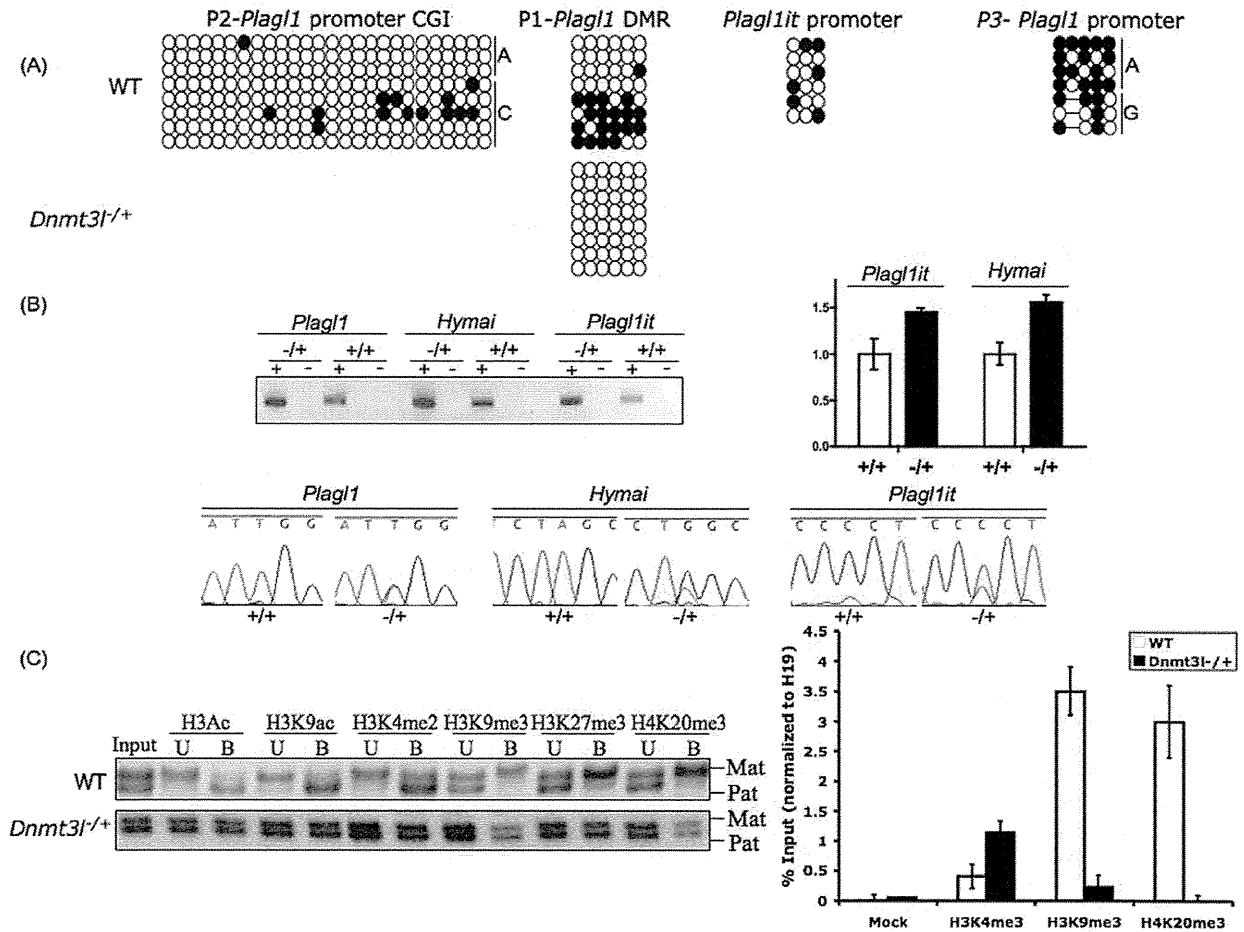 P2-Plagl1 promoter CGI P1-Plagl1 DMR Plagl1it promoter P3- Plagl1 promoter
(A)
WT
A
C
A
G
Dnmt3l-/+
(B)
Plagl1 Hymai Plagl1it
-/+ +/+ -/+ +/+ -/+ +/+
+ - + - + - + - + - + -
Plagl1it Hymai
1.5
1.0
0.5
0.0
+/+ -/+ +/+ -/+
Plagl1 Hymai Plagl1it
A T T G G A T T G G T C T A G C C T G G C C C C C T C C C C T
+/+ -/+ +/+ -/+ +/+ -/+
(C)
H3Ac H3K9ac H3K4me2 H3K9me3 H3K27me3 H4K20me3
Input U B U B U B U B U B U B
WT
Mat
Pat
Dnmt3l-/+
Mat
Pat
% Input (normalized to H19)
4.5
4
3.5
3
2.5
2
1.5
1
0.5
0
WT
Dnmt3l-/+
Mock H3K4me3 H3K9me3 H4K20me3